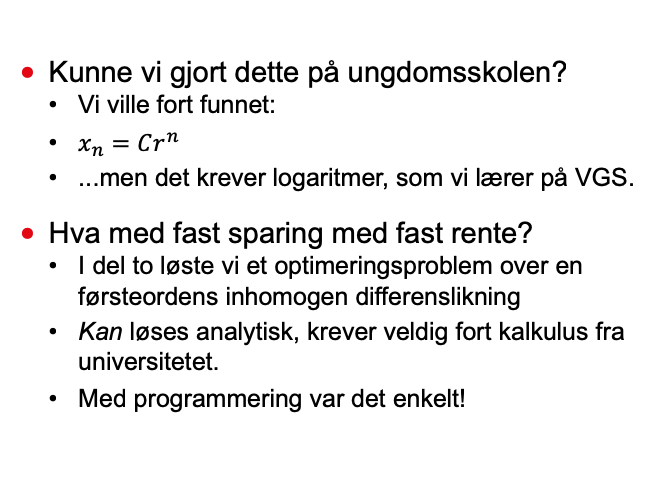 Kunne vi gjort dette på ungdomsskolen?
Vi ville fort funnet:
xₙ = Crⁿ
...men det krever logaritmer, som vi lærer på VGS.
Hva med fast sparing med fast rente?
I del to løste vi et optimeringsproblem over en
førsteordens inhomogen differenslikning
Kan løses analytisk, krever veldig fort kalkulus fra
universitetet.
Med programmering var det enkelt!